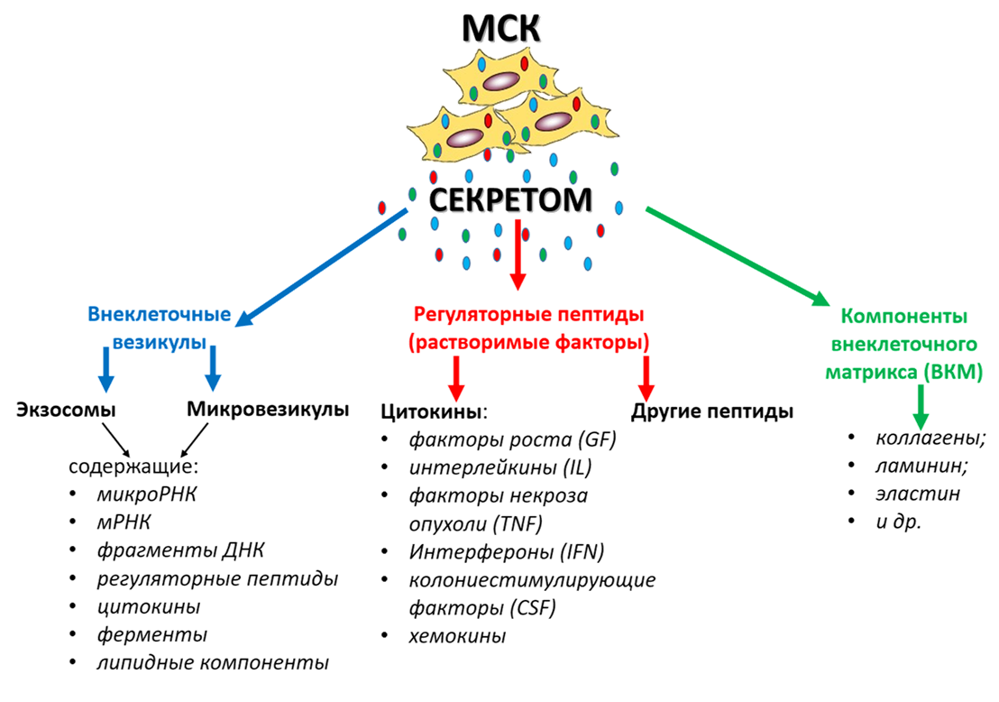 МСК
СЕКРЕТОМ
Внеклеточные
везикулы
Экзосомы
Микровезикулы
содержащие:
• микроРНК
• мРНК
• фрагменты ДНК
• регуляторные пептиды
• цитокины
• ферменты
• липидные компоненты
Регуляторные пептиды
(растворимые факторы)
Цитокины:
• факторы роста (GF)
• интерлейкины (IL)
• факторы некроза
опухоли (TNF)
• Интерфероны (IFN)
• колониестимулирующие
факторы (CSF)
• хемокины
Другие пептиды
Компоненты
внеклеточного
матрикса (ВКМ)
• коллагены;
• ламинин;
• эластин
• и др.